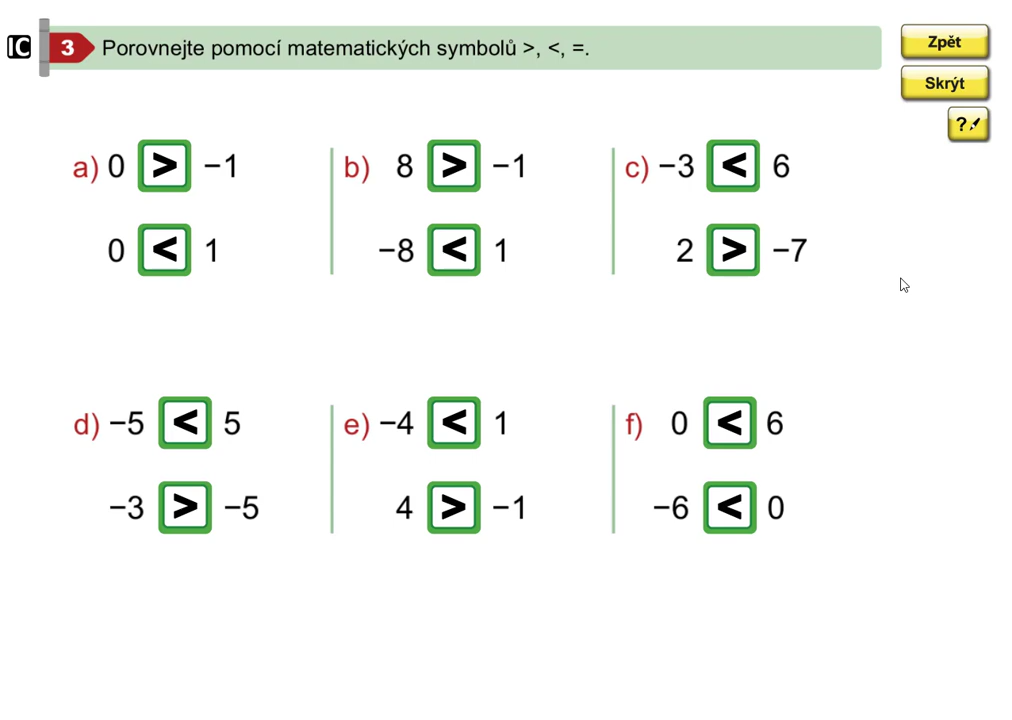 IC 3 Porovnejte pomocí matematických symbolů >, <, =.
Zpět
Skrýt
?
a) 0 > −1
0 < 1
b) 8 > −1
−8 < 1
c) −3 < 6
2 > −7
d) −5 < 5
−3 > −5
e) −4 < 1
4 > −1
f) 0 < 6
−6 < 0